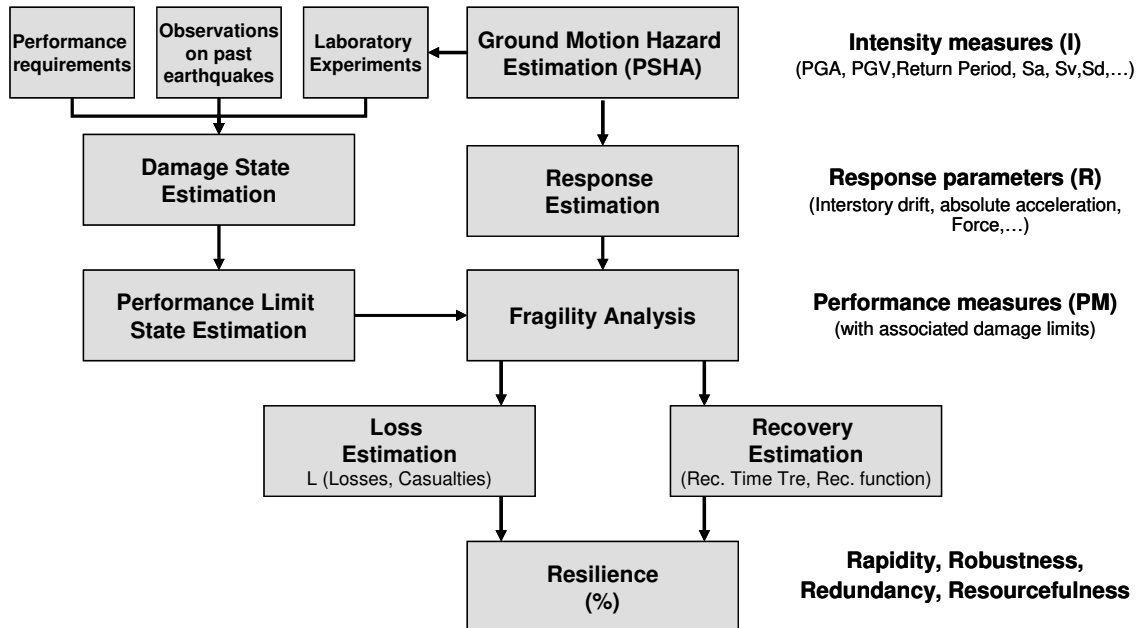 Performance
requirements
Observations
on past
earthquakes
Laboratory
Experiments
Ground Motion Hazard
Estimation (PSHA)
Intensity measures (I)
(PGA, PGV,Return Period, Sa, Sv,Sd,…)
Damage State
Estimation
Response
Estimation
Response parameters (R)
(Interstory drift, absolute acceleration,
Force,…)
Performance Limit
State Estimation
Fragility Analysis
Performance measures (PM)
(with associated damage limits)
Loss
Estimation
L (Losses, Casualties)
Recovery
Estimation
(Rec. Time Tre, Rec. function)
Resilience
(%)
Rapidity, Robustness,
Redundancy, Resourcefulness